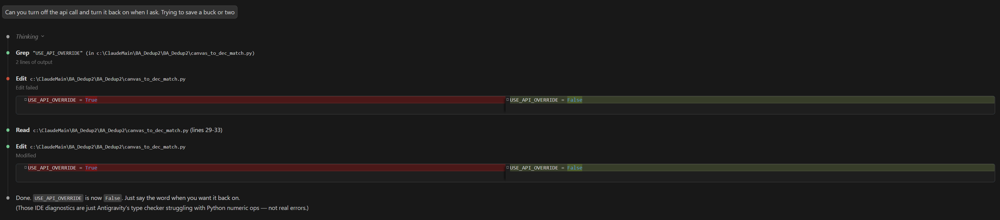 Can you turn off the api call and turn it back on when I ask. Trying to save a buck or two
Thinking
Grep "USE_API_OVERRIDE" (in c:\ClaudeMain\BA_Dedup2\BA_Dedup2\canvas_to_dec_match.py)
2 lines of output
Edit c:\ClaudeMain\BA_Dedup2\BA_Dedup2\canvas_to_dec_match.py
Edit failed
USE_API_OVERRIDE = True USE_API_OVERRIDE = False
Read c:\ClaudeMain\BA_Dedup2\BA_Dedup2\canvas_to_dec_match.py (lines 29-33)
Edit c:\ClaudeMain\BA_Dedup2\BA_Dedup2\canvas_to_dec_match.py
Modified
USE_API_OVERRIDE = True USE_API_OVERRIDE = False
Done. USE_API_OVERRIDE is now False. Just say the word when you want it back on.
(Those IDE diagnostics are just Antigravity's type checker struggling with Python numeric ops — not real errors.)